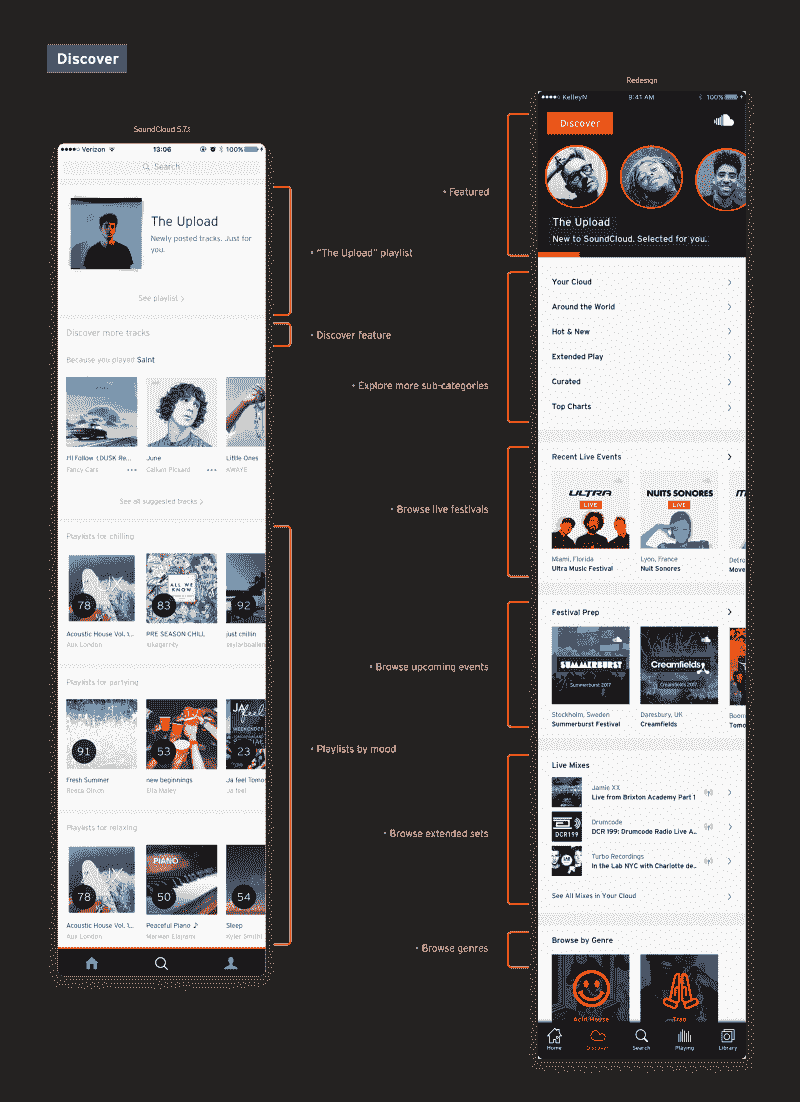 Discover
SoundCloud 5.7.1
Verizon
13:06
100%
Search
The Upload
Newly posted tracks. Just for
you.
See playlist
Discover more tracks
Because you played Saint
I'll Follow (DUSK Re...
June
Little Ones
Fancy Cars
Callum Pitsard
KWAYE
See all suggested tracks
Playlists for chilling
ALL WE
KNOW
78
83
92
Acoustic House Vol. 1...
PRE SEASON CHILL
just chillin
Aux London
Playlists for partying
JA
feel
WEEKENDER
91
53
23
Fresh Summer
new beginnings.
Ja feel Tomo
Reece Dixon
Ella Maley
Ja feel
Playlists for relaxing
PIANO
78
50
54
Acoustic House Vol. 1...
Peaceful Piano ♪
Sleep
Aux London
Marwan Elgrami
Kyler Smith
• "The Upload" playlist
• Discover feature
• Playlists by mood
• Featured
• Explore more sub-categories
• Browse live festivals
• Browse upcoming events
• Browse extended sets
• Browse genres
Redesign
KelleyN
9:41 AM
100%
Discover
The Upload
New to SoundCloud. Selected for you.
Your Cloud
Around the World
Hot & New
Extended Play
Curated
Top Charts
Recent Live Events
ULTRA
NUITS SONORES
LIVE
LIVE
Miami, Florida
Lyon, France
Detro
Ultra Music Festival
Nuit Sonores
Move
Festival Prep
SUMMERBURST
Creamfields
Summerburst 2017
Creamfields 2017
Stockholm, Sweden
Daresbury, UK
Boom
Summerburst Festival
Creamfields
Tomo
Live Mixes
Jamie XX
Live from Brixton Academy Part 1
DCR199
Drumcode
DCR 199: Drumcode Radio Live A..
Turbo Recordings
In the Lab NYC with Charlotte de..
See All Mixes in Your Cloud
Browse by Genre
Acid House
Trap
Home
Discover
Search
Playing
Library